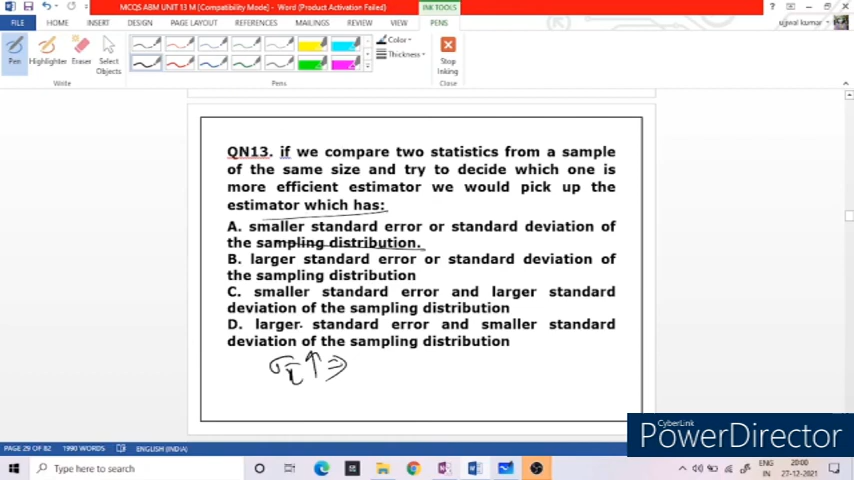 MCQS ABM UNIT 13 M [Compatibility Mode] - Word (Product Activation Failed)
INK TOOLS
FILE HOME INSERT DESIGN PAGE LAYOUT REFERENCES MAILINGS REVIEW VIEW PENS
ujjwal kumar
Pen Highlighter Eraser Select Objects
Color
Thickness
Stop Inking
Write Pens Close
QN13. if we compare two statistics from a sample
of the same size and try to decide which one is
more efficient estimator we would pick up the
estimator which has:
A. smaller standard error or standard deviation of
the sampling distribution.
B. larger standard error or standard deviation of
the sampling distribution
C. smaller standard error and larger standard
deviation of the sampling distribution
D. larger standard error and smaller standard
deviation of the sampling distribution
CyberLink
PowerDirector
PAGE 29 OF 82 1990 WORDS ENGLISH (INDIA)
Type here to search
ENG 20:00
IN 27-12-2021